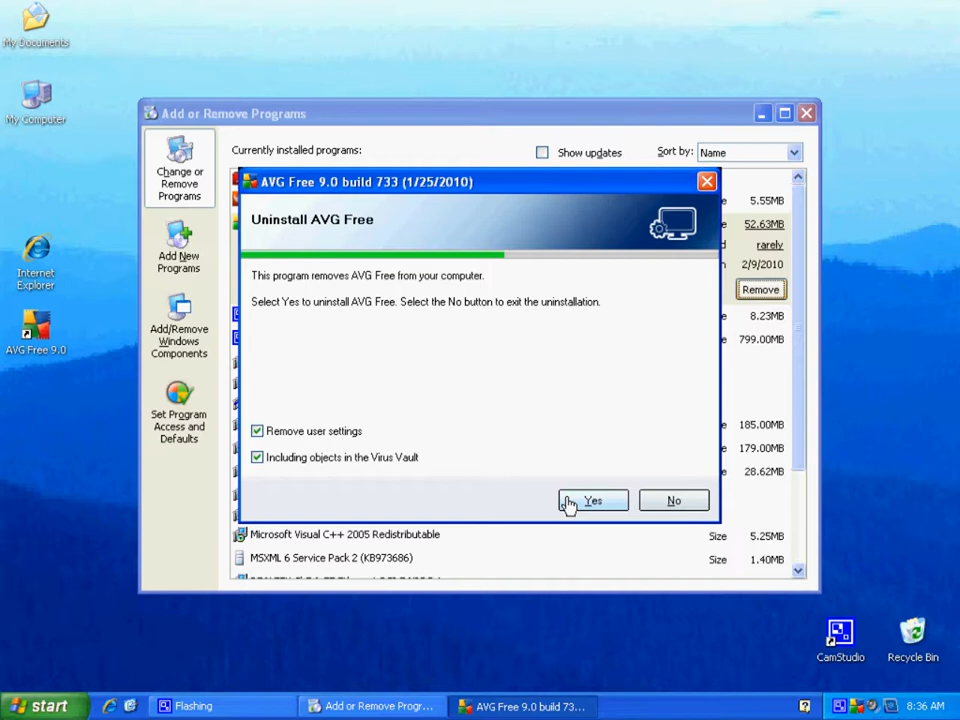 My Documents
My Computer
Internet
Explorer
AVG Free 9.0
Add or Remove Programs
Change or
Remove
Programs
Add New
Programs
Add/Remove
Windows
Components
Set Program
Access and
Defaults
Currently installed programs:
Show updates
Sort by:
Name
5.55MB
52.63MB
rarely
2/9/2010
Remove
8.23MB
799.00MB
185.00MB
179.00MB
28.62MB
AVG Free 9.0 build 733 (1/25/2010)
Uninstall AVG Free
This program removes AVG Free from your computer.
Select Yes to uninstall AVG Free. Select the No button to exit the uninstallation.
Remove user settings
Including objects in the Virus Vault
Yes
No
Microsoft Visual C++ 2005 Redistributable
Size 5.25MB
MSXML 6 Service Pack 2 (KB973686)
Size 1.40MB
CamStudio
Recycle Bin
start
Flashing
Add or Remove Progr...
AVG Free 9.0 build 73...
8:36 AM